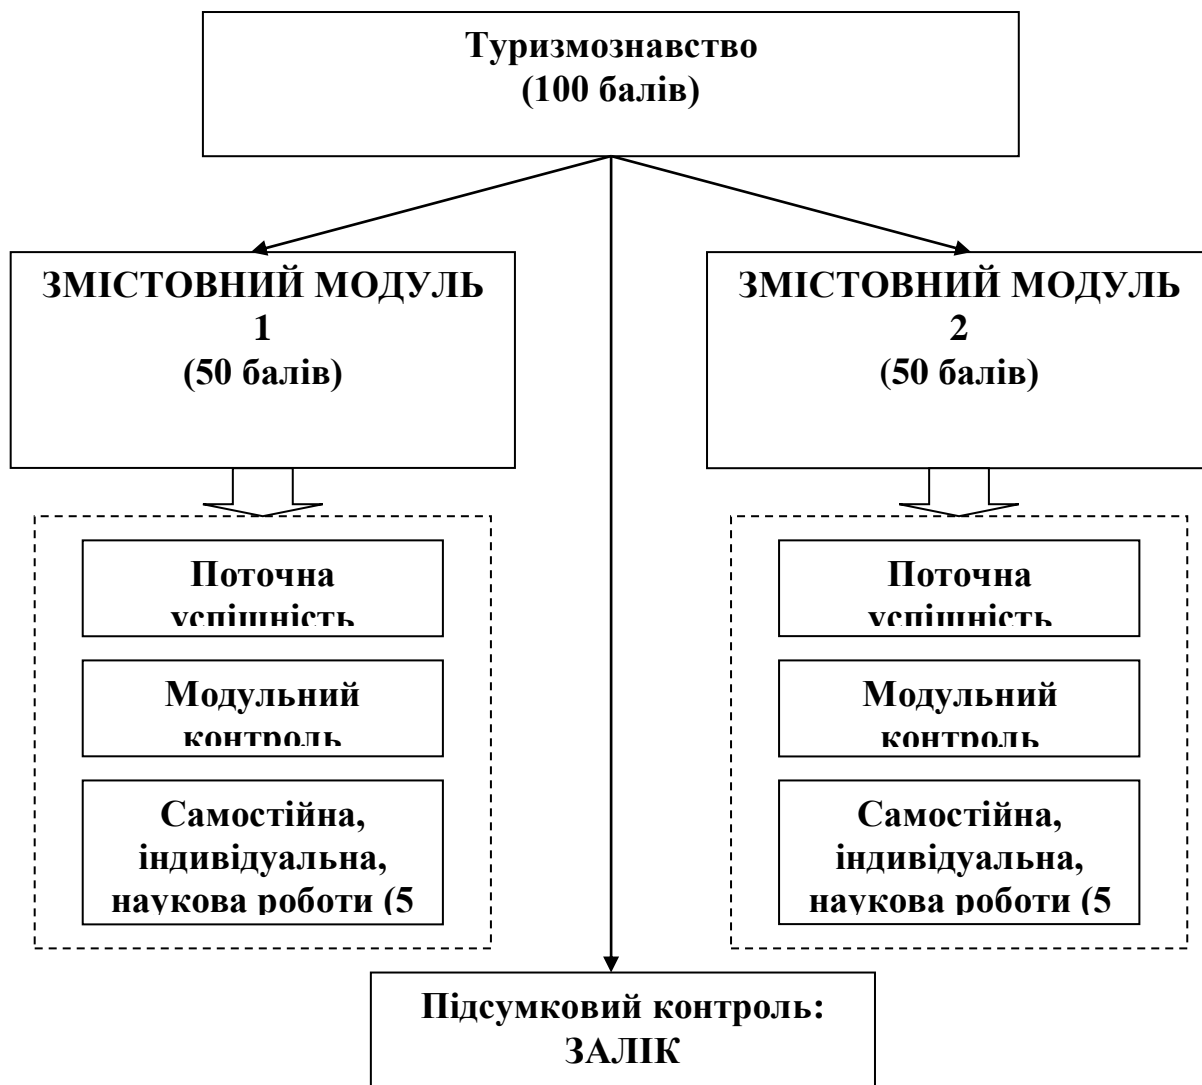 Туризмознавство
(100 балів)
ЗМІСТОВНИЙ МОДУЛЬ
1
(50 балів)
ЗМІСТОВНИЙ МОДУЛЬ
2
(50 балів)
Поточна
успішність
Модульний
контроль
Самостійна,
індивідуальна,
наукова роботи (5
Поточна
успішність
Модульний
контроль
Самостійна,
індивідуальна,
наукова роботи (5
Підсумковий контроль:
ЗАЛІК